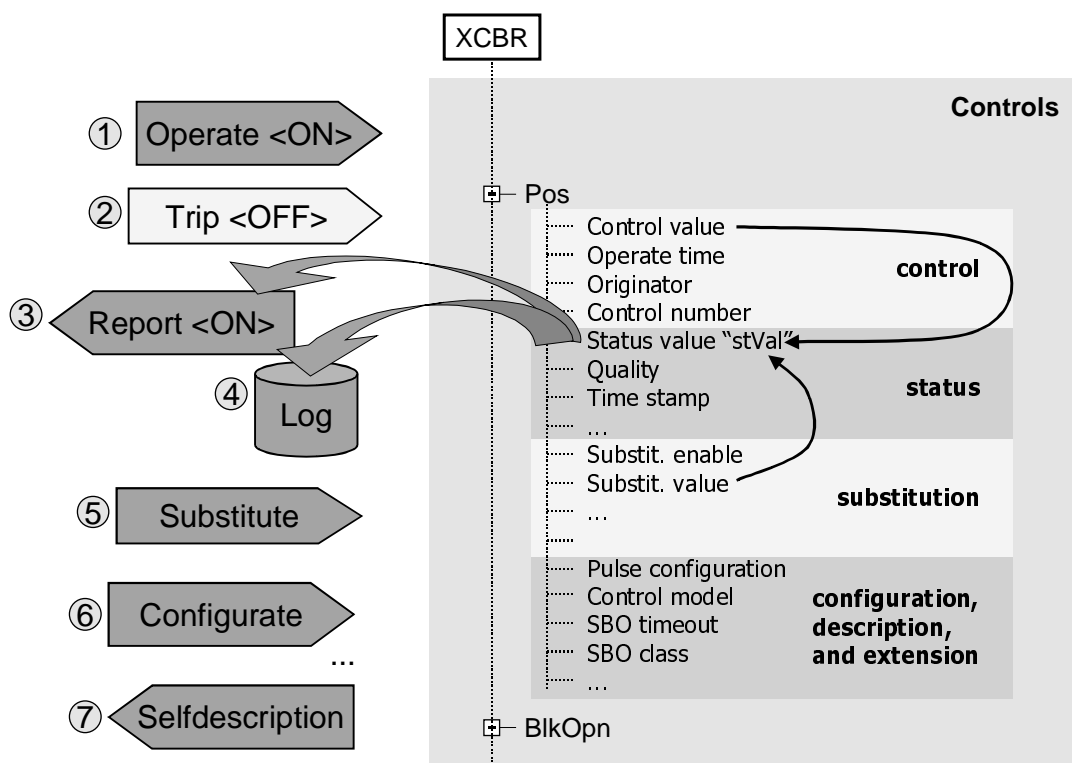 XCBR
Controls
1 Operate <ON>
2 Trip <OFF>
3 Report <ON>
4 Log
5 Substitute
6 Configurate
...
7 Selfdescription
Pos
Control value
Operate time
Originator
Control number
control
Status value “stVal”
Quality
Time stamp
...
status
Substit. enable
Substit. value
...
substitution
Pulse configuration
Control model
SBO timeout
SBO class
...
configuration,
description,
and extension
BlkOpn